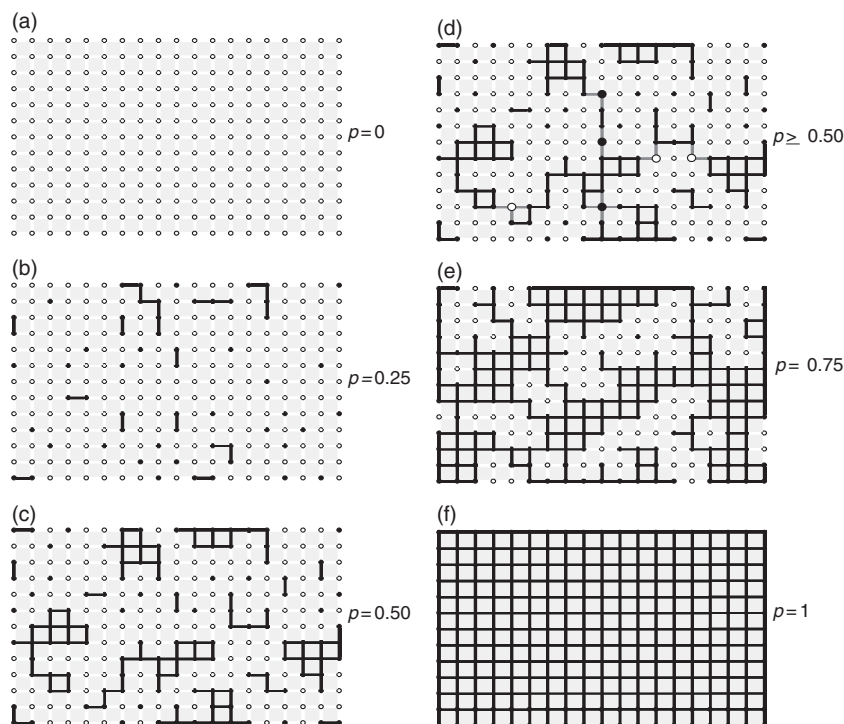 (a)
p=0
(b)
p=0.25
(c)
p=0.50
(d)
p≥ 0.50
(e)
p= 0.75
(f)
p=1